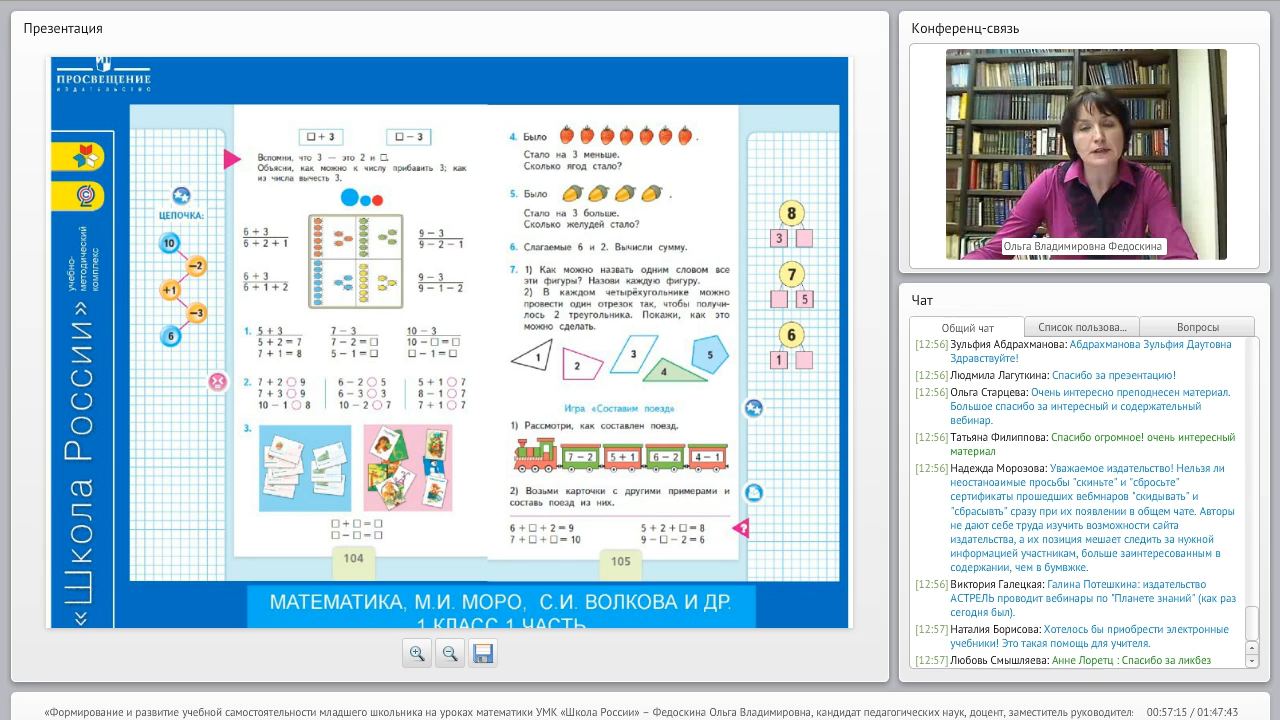 Презентация
ПРОСВЕЩЕНИЕ
ИЗДАТЕЛЬСТВО
«Школа России»
учебно-
методический
комплекс
ЦЕПОЧКА:
10
−2
+1
−3
6
□ + 3
□ − 3
Вспомни, что 3 — это 2 и □.
Объясни, как можно к числу прибавить 3; как
из числа вычесть 3.
6 + 3
6 + 2 + 1
9 − 3
9 − 2 − 1
6 + 3
6 + 1 + 2
9 − 3
9 − 1 − 2
1. 5 + 3 7 − 3 10 − 3
5 + 2 = 7 7 − 2 = □ 10 − □ = □
7 + 1 = 8 5 − 1 = □ □ − 1 = □
2. 7 + 2 ○ 9 6 − 2 ○ 5 5 + 1 ○ 7
7 + 3 ○ 9 6 − 2 ○ 3 8 − 1 ○ 7
10 − 1 ○ 8 10 − 2 ○ 7 7 + 1 ○ 7
3.
□ + □ = □
□ − □ = □
104
4. Было .
Стало на 3 меньше.
Сколько ягод стало?
5. Было .
Стало на 3 больше.
Сколько желудей стало?
6. Слагаемые 6 и 2. Вычисли сумму.
7. 1) Как можно назвать одним словом все
эти фигуры? Назови каждую фигуру.
2) В каждом четырёхугольнике можно
провести один отрезок так, чтобы получи-
лось 2 треугольника. Покажи, как это
можно сделать.
1
2
3
4
5
Игра «Составим поезд»
1) Рассмотри, как составлен поезд.
7 − 2 5 + 1 6 − 2 4 − 1
2) Возьми карточки с другими примерами и
составь поезд из них.
6 + □ + 2 = 9 5 + 2 + □ = 8
7 + □ + □ = 10 9 − □ − 2 = 6
?
105
8
3
7
5
6
1
МАТЕМАТИКА, М.И. МОРО, С.И. ВОЛКОВА И ДР.
1 КЛАСС 1 ЧАСТЬ
Конференц-связь
Ольга Владимировна Федоскина
Чат
Общий чат
Список пользова...
Вопросы
[12:56] Зульфия Абдрахманова: Абдрахманова Зульфия Даутовна
Здравствуйте!
[12:56] Людмила Лагуткина: Спасибо за презентацию!
[12:56] Ольга Старцева: Очень интересно преподнесен материал.
Большое спасибо за интересный и содержательный
вебинар.
[12:56] Татьяна Филиппова: Спасибо огромное! очень интересный
материал
[12:56] Надежда Морозова: Уважаемое издательство! Нельзя ли
неостаноаимые просьбы "скиньте" и "сбросьте"
сертификаты прошедших вебмнаров "скидывать" и
"сбрасывть" сразу при их появлении в общем чате. Авторы
не дают себе труда изучить возможности сайта
издательства, а их позиция мешает следить за нужной
информацией участникам, больше заинтересованным в
содержании, чем в бумвжке.
[12:56] Виктория Галецкая: Галина Потешкина: издательство
АСТРЕЛЬ проводит вебинары по "Планете знаний" (как раз
сегодня был).
[12:57] Наталия Борисова: Хотелось бы приобрести электронные
учебники! Это такая помощь для учителя.
[12:57] Любовь Смышляева: Анне Лоретц : Спасибо за ликбез
«Формирование и развитие учебной самостоятельности младшего школьника на уроках математики УМК «Школа России» – Федоскина Ольга Владимировна, кандидат педагогических наук, доцент, заместитель руководител: 00:57:15 / 01:47:43